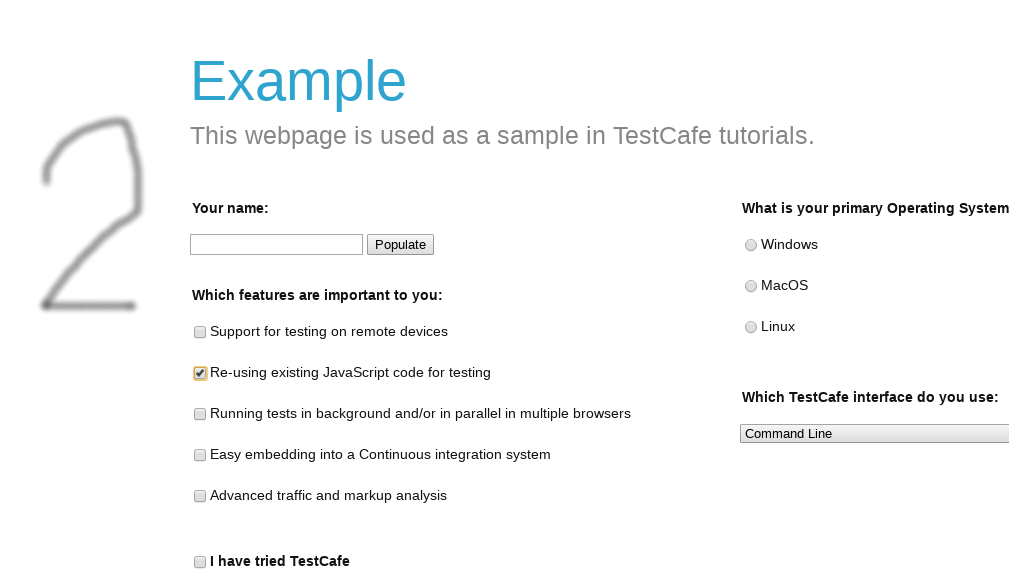 Example
This webpage is used as a sample in TestCafe tutorials.
2
Your name:
Populate
Which features are important to you:
Support for testing on remote devices
Re-using existing JavaScript code for testing
Running tests in background and/or in parallel in multiple browsers
Easy embedding into a Continuous integration system
Advanced traffic and markup analysis
I have tried TestCafe
What is your primary Operating System
Windows
MacOS
Linux
Which TestCafe interface do you use:
Command Line